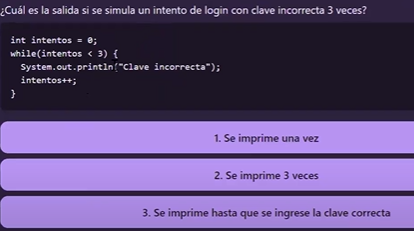 ¿Cuál es la salida si se simula un intento de login con clave incorrecta 3 veces?
int intentos = 0;
while(intentos < 3) {
System.out.println("Clave incorrecta");
intentos++;
}
1. Se imprime una vez
2. Se imprime 3 veces
3. Se imprime hasta que se ingrese la clave correcta